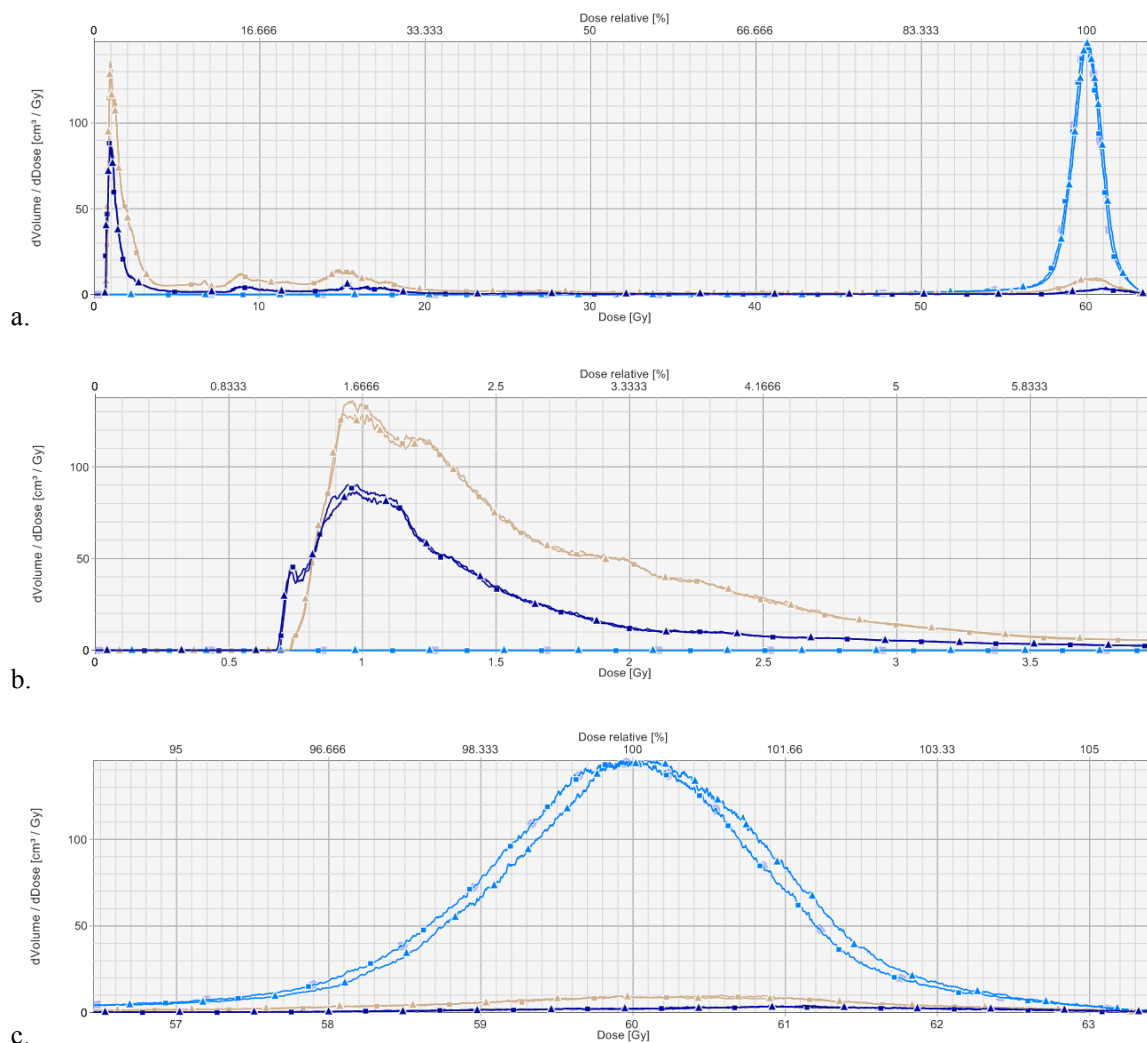 Dose relative [%]
0 16.666 33.333 50 66.666 83.333 100
dVolume / dDose [cm³ / Gy]
100
50
0
0 10 20 30 40 50 60
Dose [Gy]
a.
Dose relative [%]
0 0.8333 1.6666 2.5 3.3333 4.1666 5 5.8333
dVolume / dDose [cm³ / Gy]
100
50
0
0 0.5 1 1.5 2 2.5 3 3.5
Dose [Gy]
b.
Dose relative [%]
95 96.666 98.333 100 101.66 103.33 105
dVolume / dDose [cm³ / Gy]
100
50
0
57 58 59 60 61 62 63
Dose [Gy]
c.